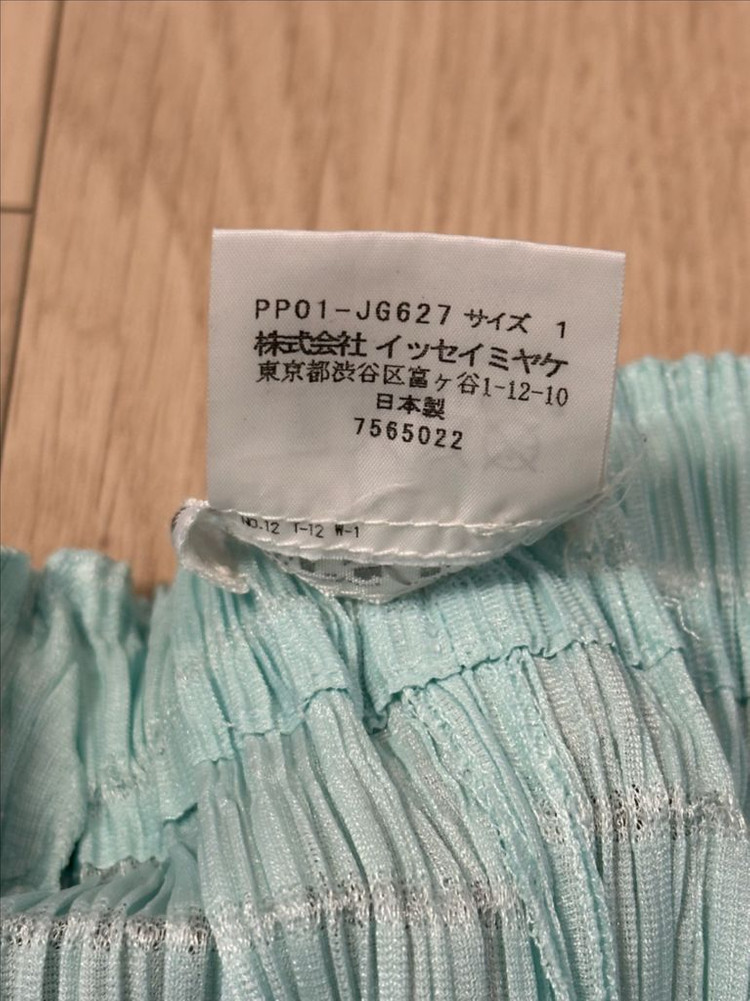 PP01-JG627 サイズ 1
株式会社 イッセイミヤケ
東京都渋谷区富ヶ谷1-12-10
日本製
7565022
NO.12 T-12 W-1